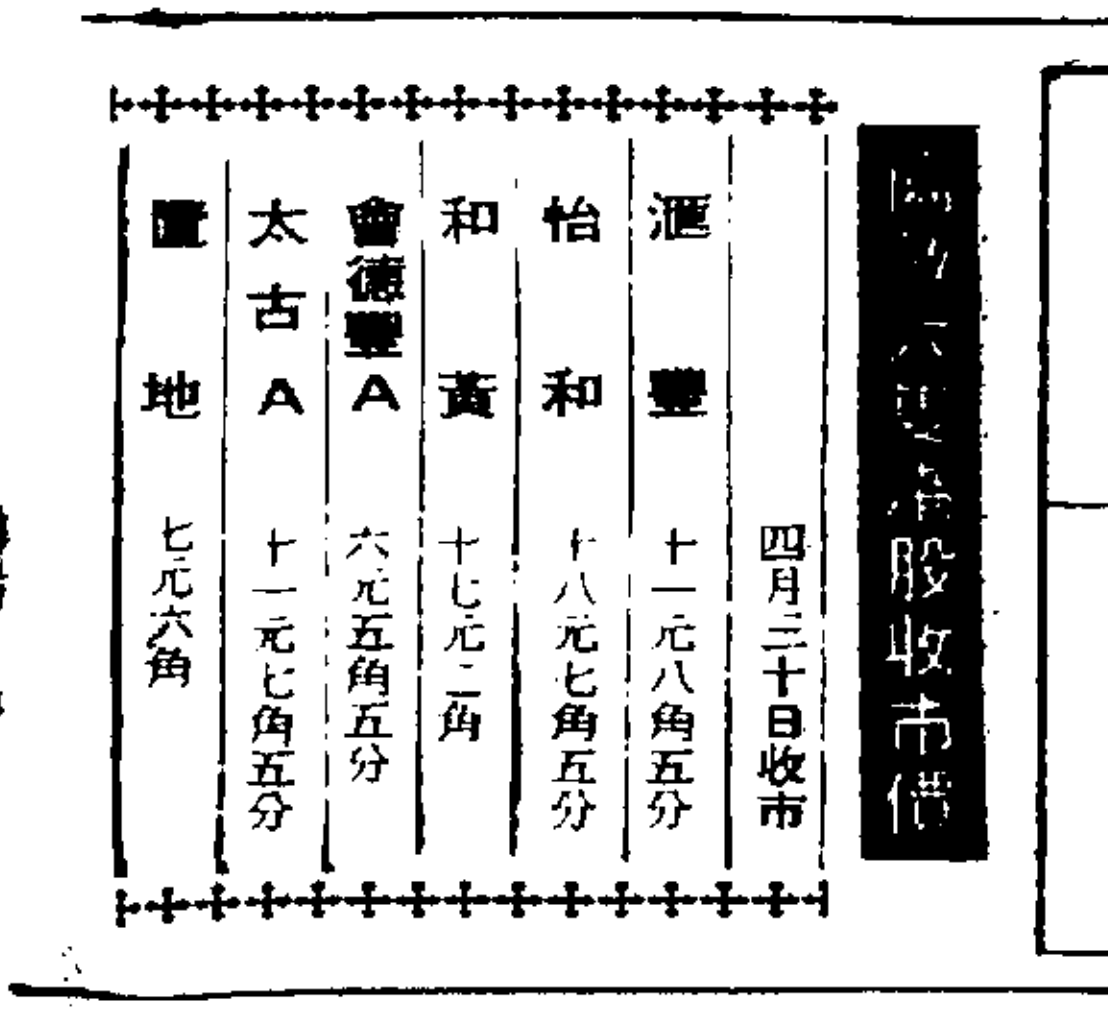 六 股收市價
四月三十日收市
滙豐 十一元八角五分
怡和 十八元七角五分
和黃 十七元二角
會德豐A 六元五角五分
太古A 十一元七角五分
置地 七元六角